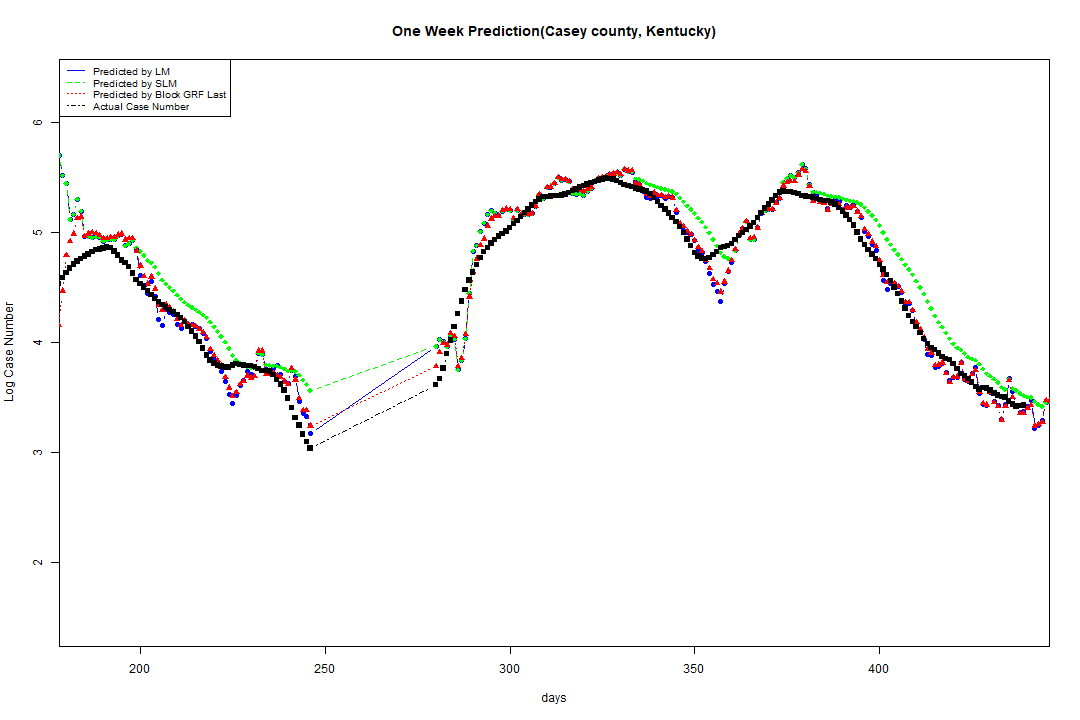 One Week Prediction(Casey county, Kentucky)
Predicted by LM
Predicted by SLM
Predicted by Block GRF Last
Actual Case Number
Log Case Number
6
5
4
3
2
200 250 300 350 400
days